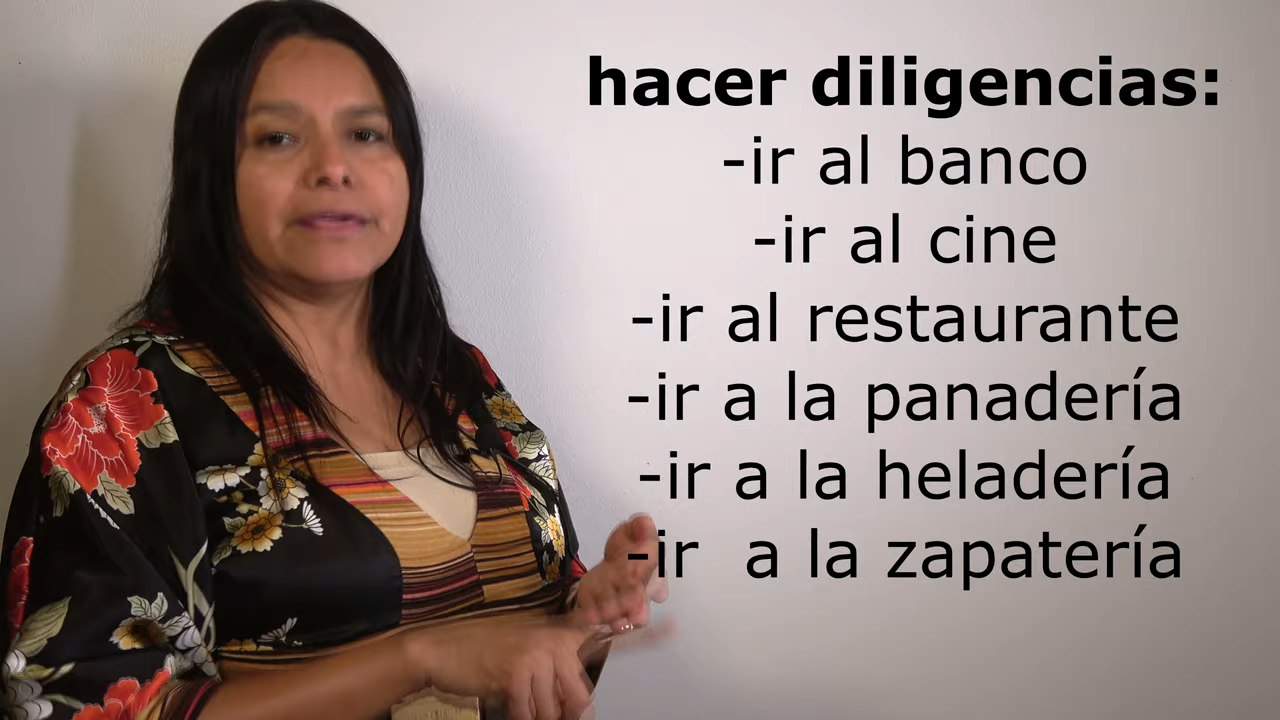 hacer diligencias:
-ir al banco
-ir al cine
-ir al restaurante
-ir a la panadería
-ir a la heladería
-ir a la zapatería